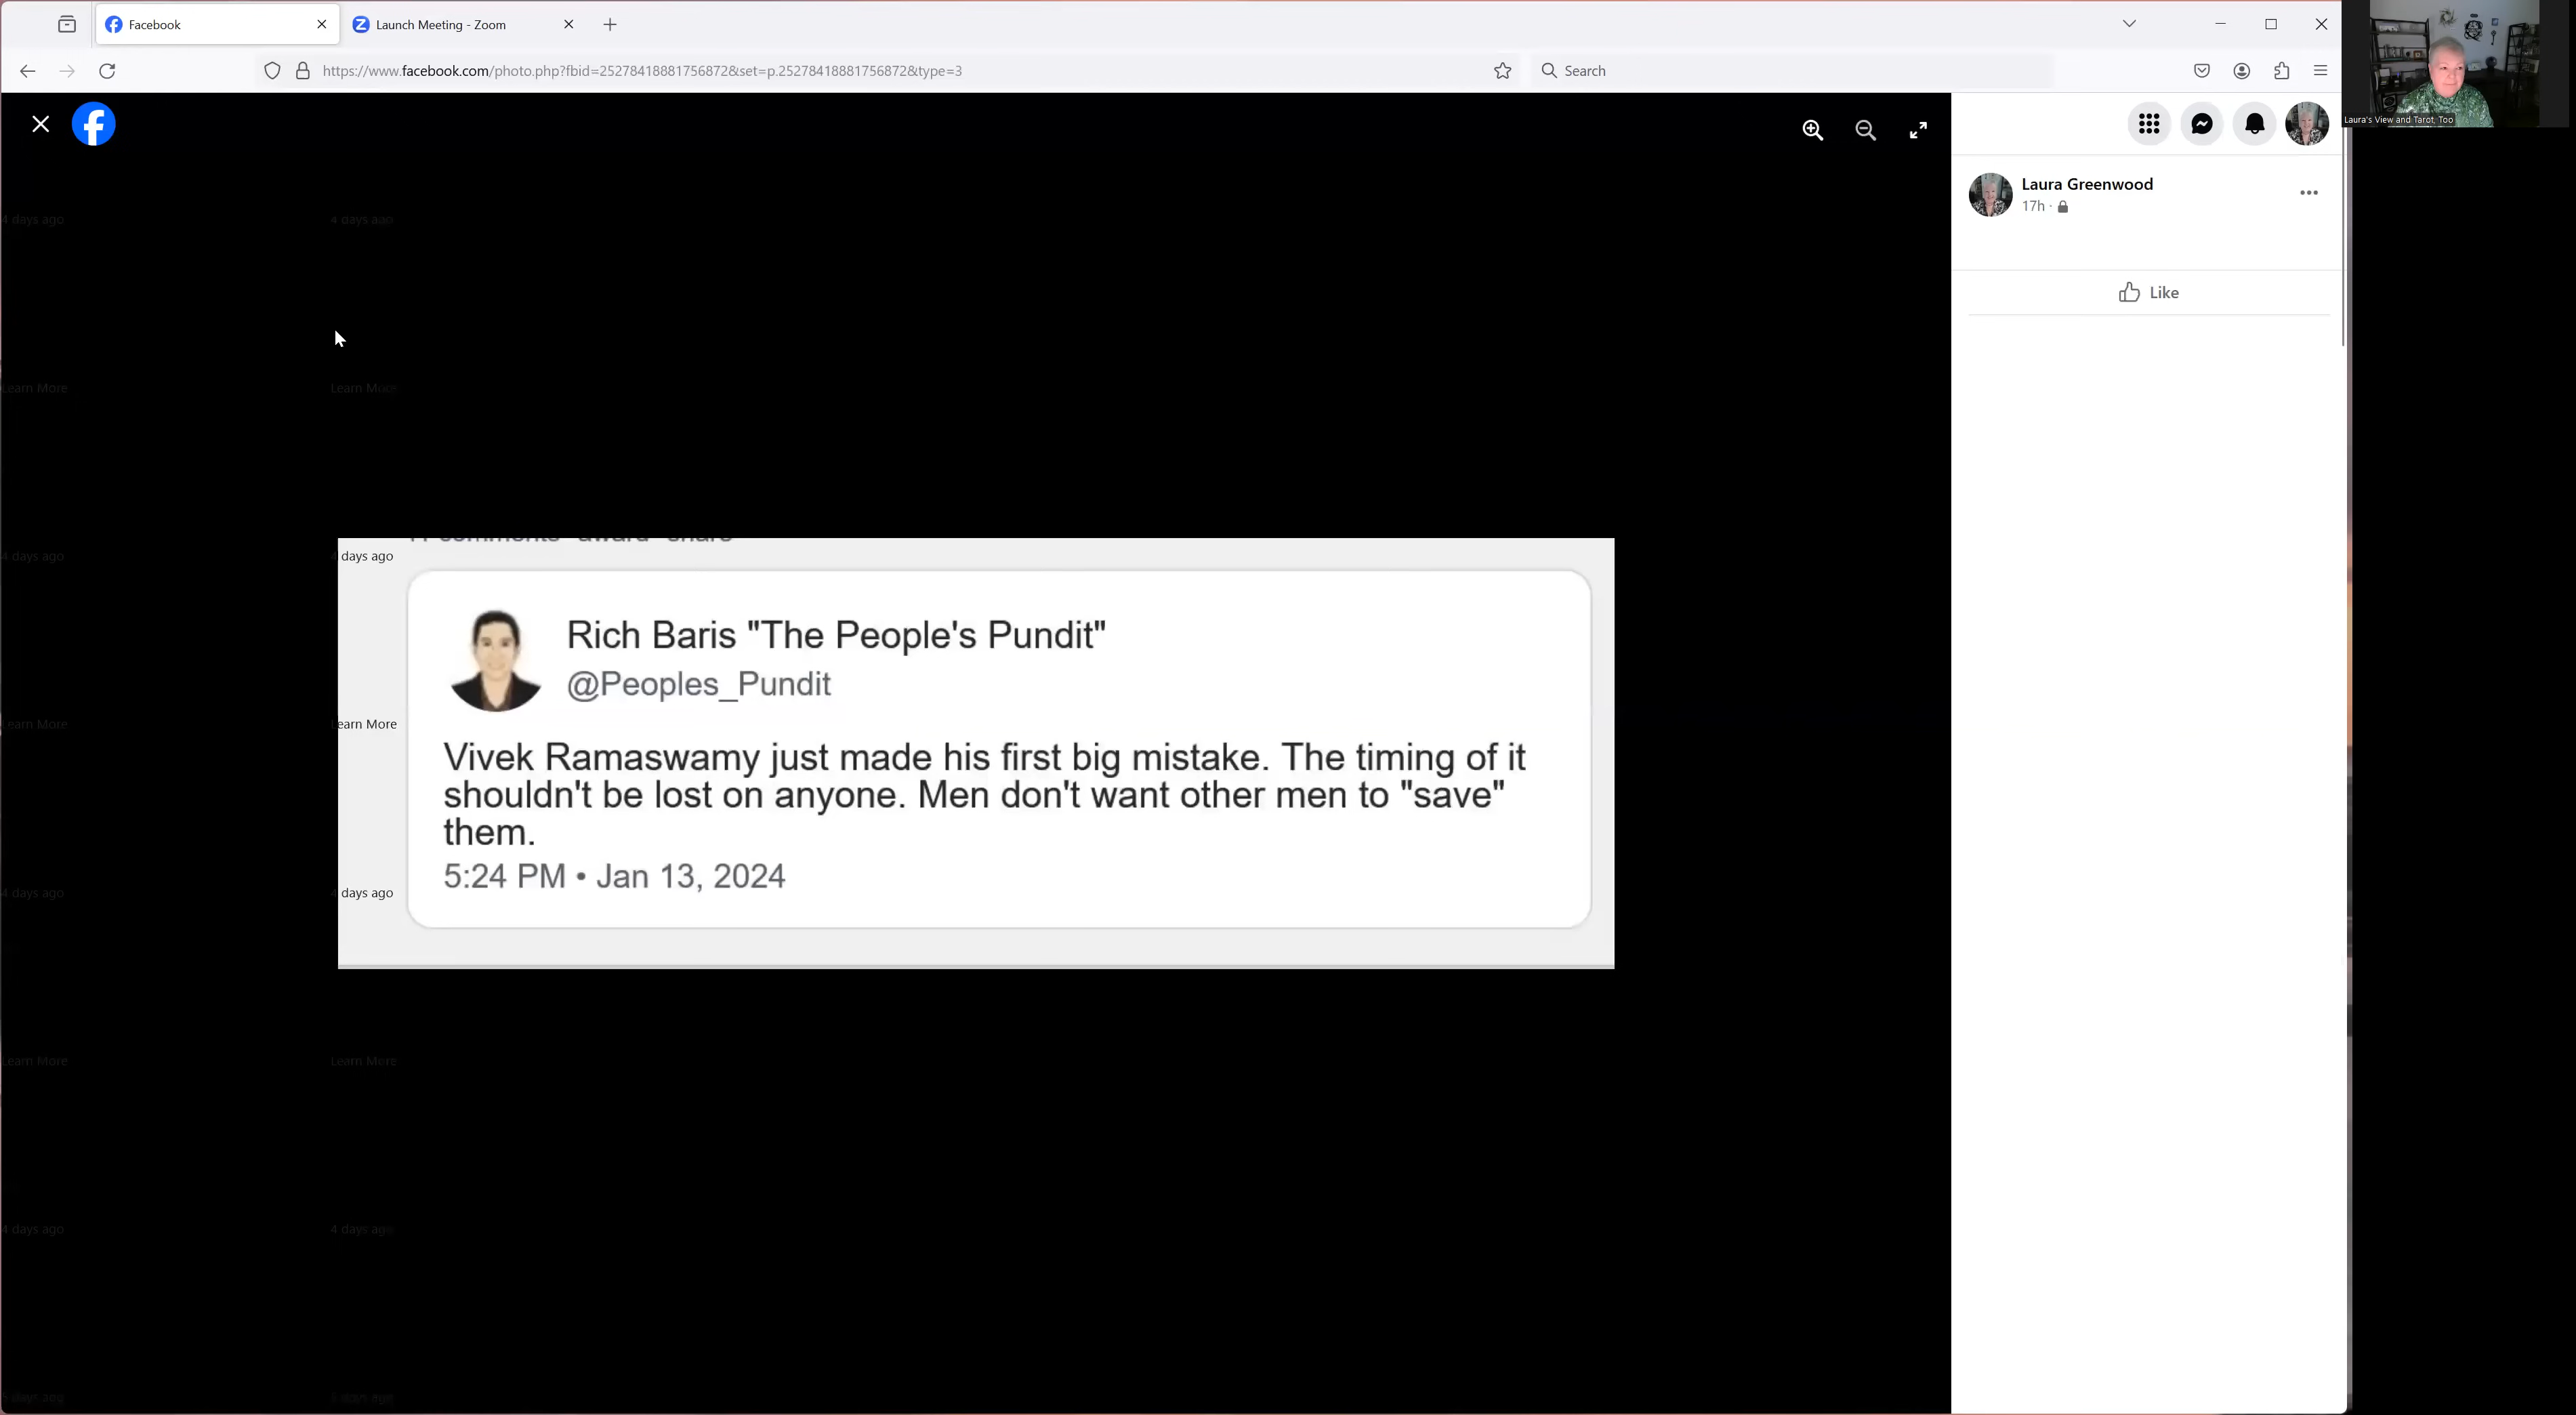 Facebook
Launch Meeting - Zoom
https://www.facebook.com/photo.php?fbid=25278418881756872&set=p.25278418881756872&type=3
Search
Laura's View and Tarot, Too
Laura Greenwood
17h ·
Like
4 days ago
4 days ago
Learn More
Learn More
4 days ago
4 days ago
Rich Baris "The People's Pundit"
@Peoples_Pundit
Learn More
Learn More
Vivek Ramaswamy just made his first big mistake. The timing of it
shouldn't be lost on anyone. Men don't want other men to "save"
them.
5:24 PM • Jan 13, 2024
4 days ago
4 days ago
Learn More
Learn More
4 days ago
4 days ago